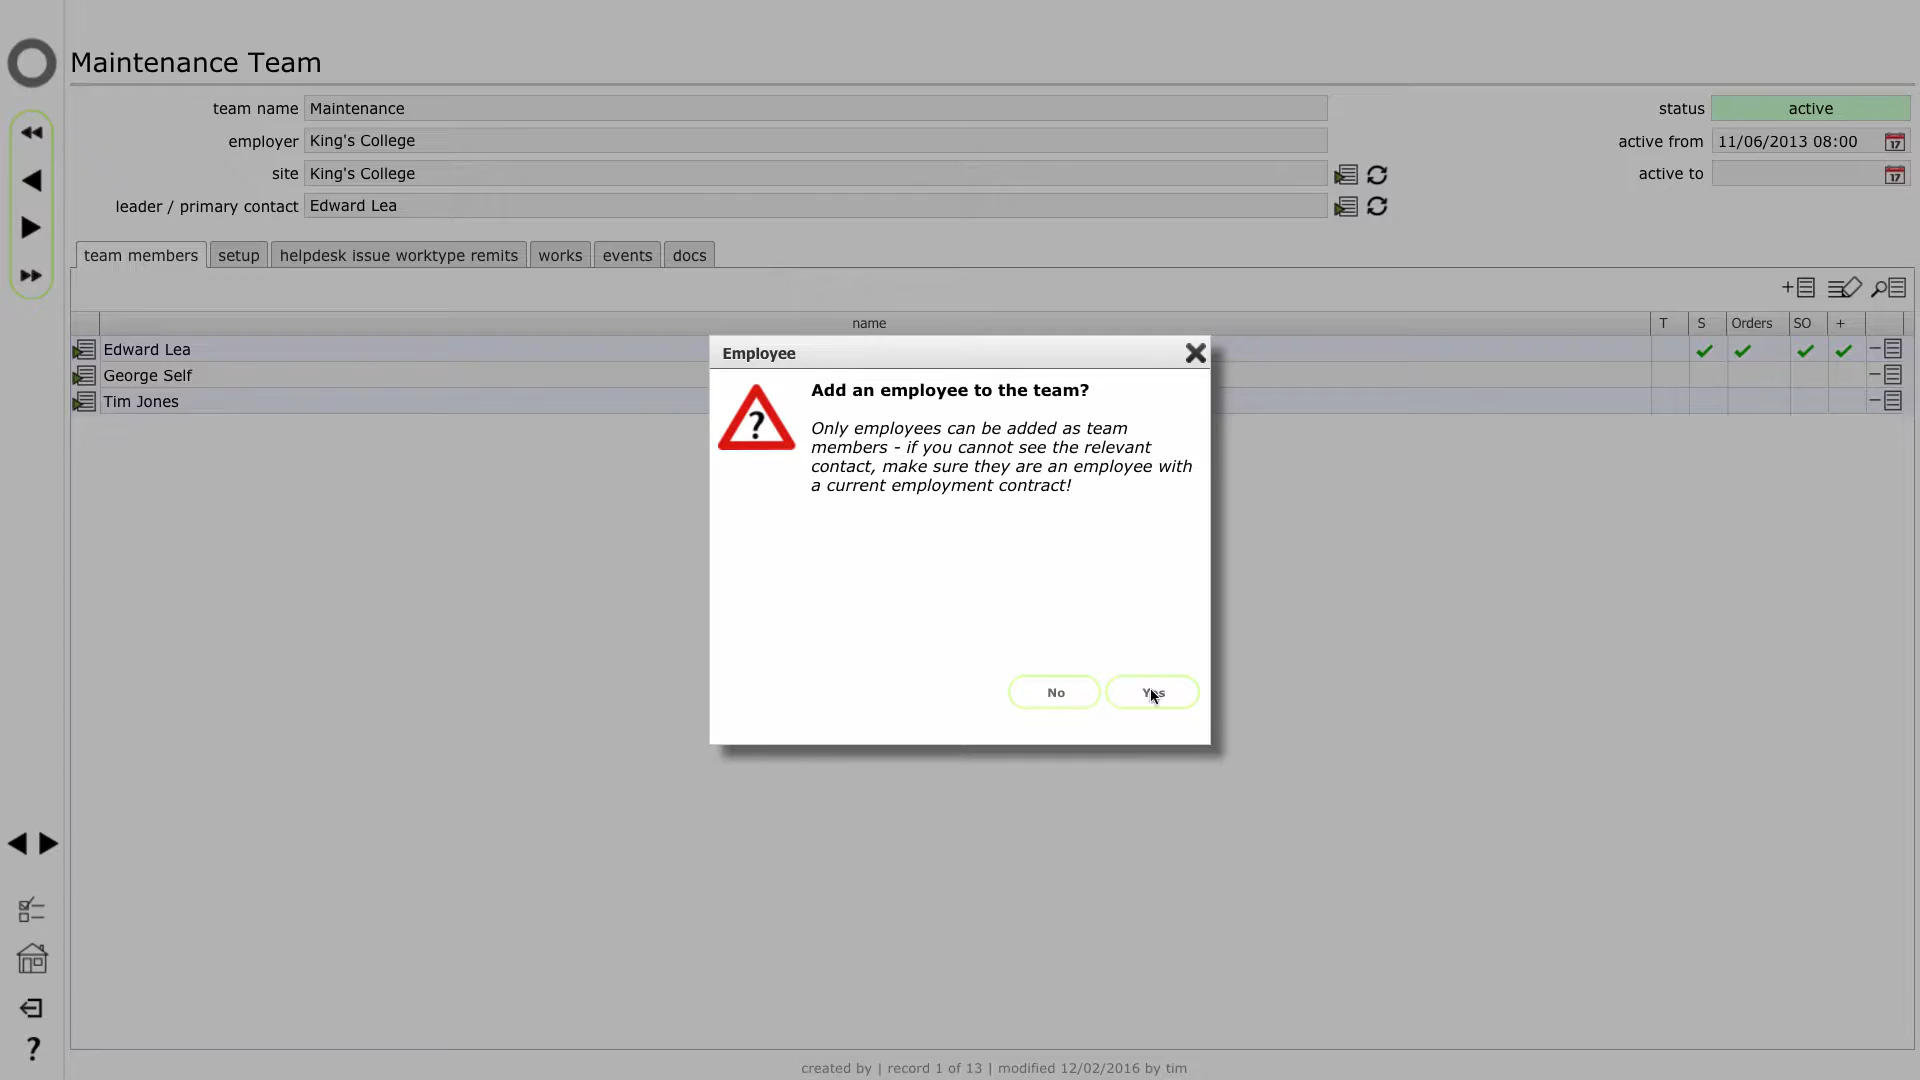 Maintenance Team
team name Maintenance
status active
employer King's College
active from 11/06/2013 08:00 17
site King's College
active to 17
leader / primary contact Edward Lea
team members setup helpdesk issue worktype remits works events docs
name T S Orders SO +
Edward Lea
George Self
Tim Jones
Employee
Add an employee to the team?
Only employees can be added as team
members - if you cannot see the relevant
contact, make sure they are an employee with
a current employment contract!
No Yes
?
created by | record 1 of 13 | modified 12/02/2016 by tim